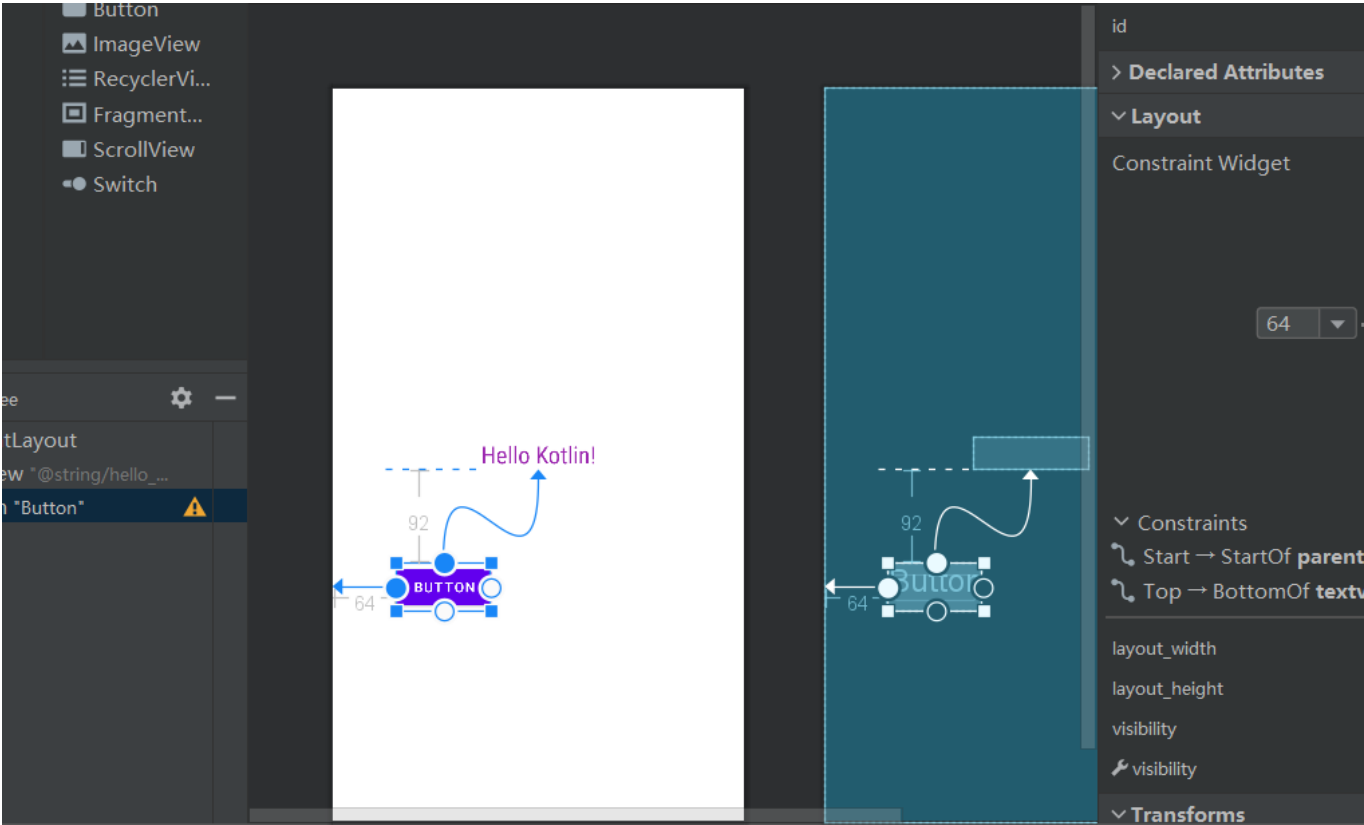 Button
ImageView
RecyclerVi...
Fragment...
ScrollView
Switch
ee
tLayout
ew "@string/hello_...
n "Button"
Hello Kotlin!
92
BUTTON
64
92
Button
64
id
Declared Attributes
Layout
Constraint Widget
64
Constraints
Start → StartOf parent
Top → BottomOf textv
layout_width
layout_height
visibility
visibility
Transforms